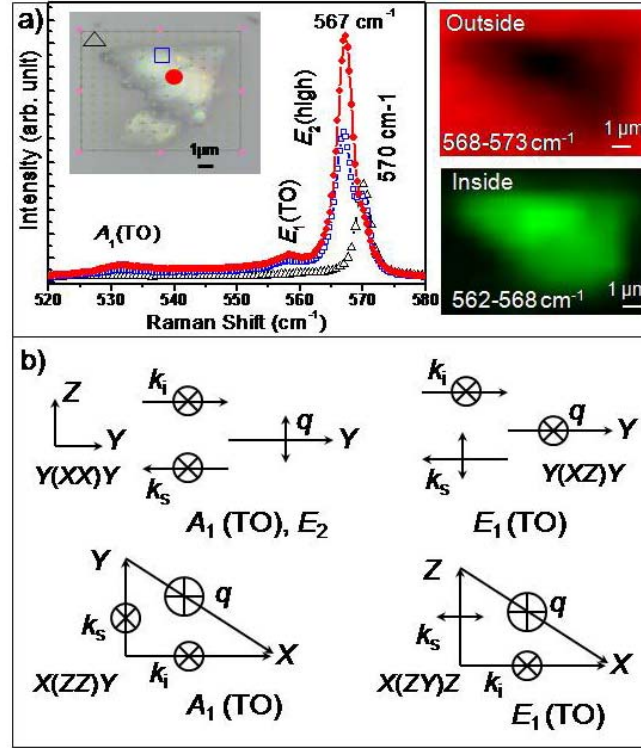 a)
567 cm⁻¹
E₂(high)
570 cm-1
E₁(TO)
A₁(TO)
1μm
Intensity (arb. unit)
520 530 540 550 560 570 580
Raman Shift (cm⁻¹)
Outside
568-573 cm⁻¹
1 μm
Inside
562-568 cm⁻¹
1 μm
b)
Z
Y
Y(XX)Y
kᵢ
kₛ
q
Y
A₁(TO), E₂
kᵢ
kₛ
q
Y
Y(XZ)Y
E₁(TO)
Y
kₛ
q
X
X(ZZ)Y
kᵢ
A₁(TO)
Z
kₛ
q
X
X(ZY)Z
kᵢ
E₁(TO)